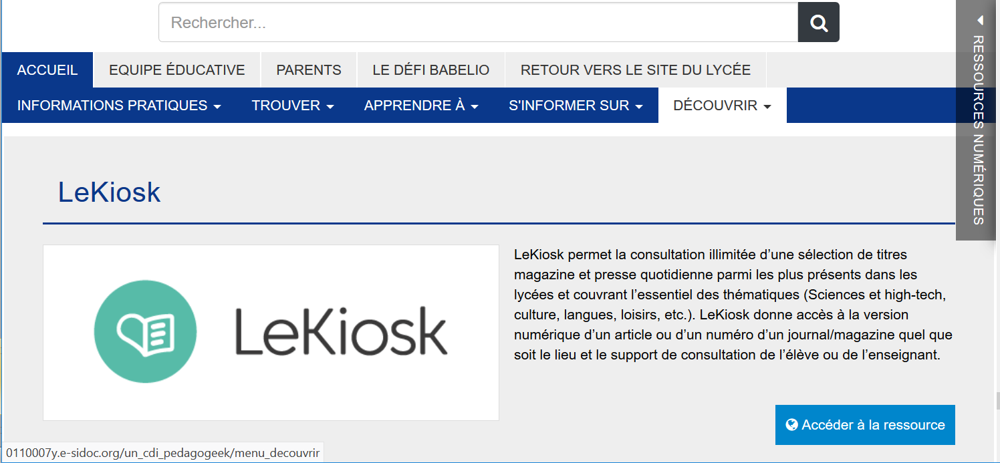 Rechercher...
ACCUEIL EQUIPE ÉDUCATIVE PARENTS LE DÉFI BABELIO RETOUR VERS LE SITE DU LYCÉE
INFORMATIONS PRATIQUES TROUVER APPRENDRE À S'INFORMER SUR DÉCOUVRIR
RESSOURCES NUMÉRIQUES
LeKiosk
LeKiosk
LeKiosk permet la consultation illimitée d’une sélection de titres
magazine et presse quotidienne parmi les plus présents dans les
lycées et couvrant l’essentiel des thématiques (Sciences et high-tech,
culture, langues, loisirs, etc.). LeKiosk donne accès à la version
numérique d’un article ou d’un numéro d’un journal/magazine quel que
soit le lieu et le support de consultation de l’élève ou de l’enseignant.
Accéder à la ressource
0110007y.e-sidoc.org/un_cdi_pedagogeek/menu_decouvrir